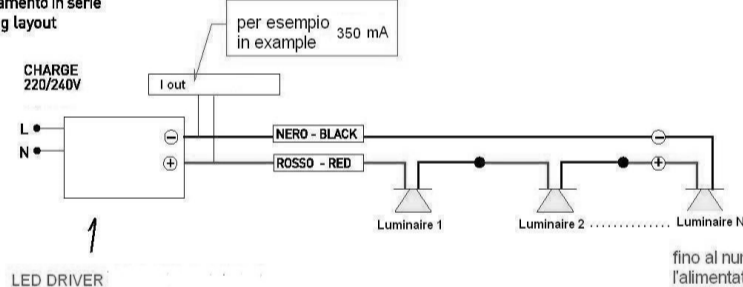 amento in serie
g layout
per esempio
in example 350 mA
CHARGE
220/240V
I out
L
N
NERO - BLACK
ROSSO - RED
Luminaire 1
Luminaire 2 ............
Luminaire N
1
LED DRIVER
fino al nur
l'alimentat